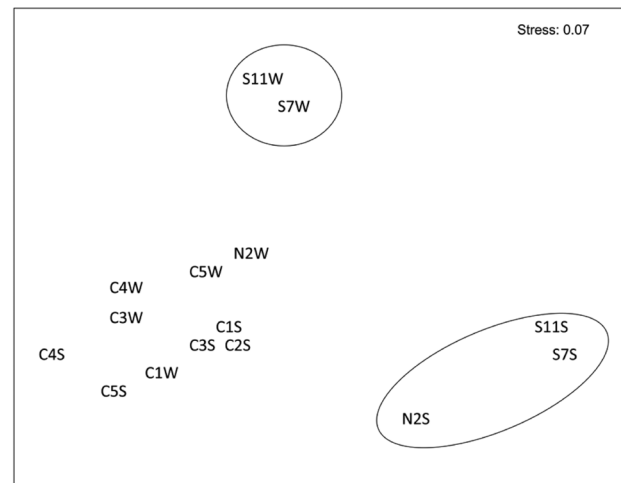 Stress: 0.07
S11W
S7W
N2W
C5W
C4W
C3W
C1S
S11S
C3S C2S
C4S
S7S
C1W
C5S
N2S